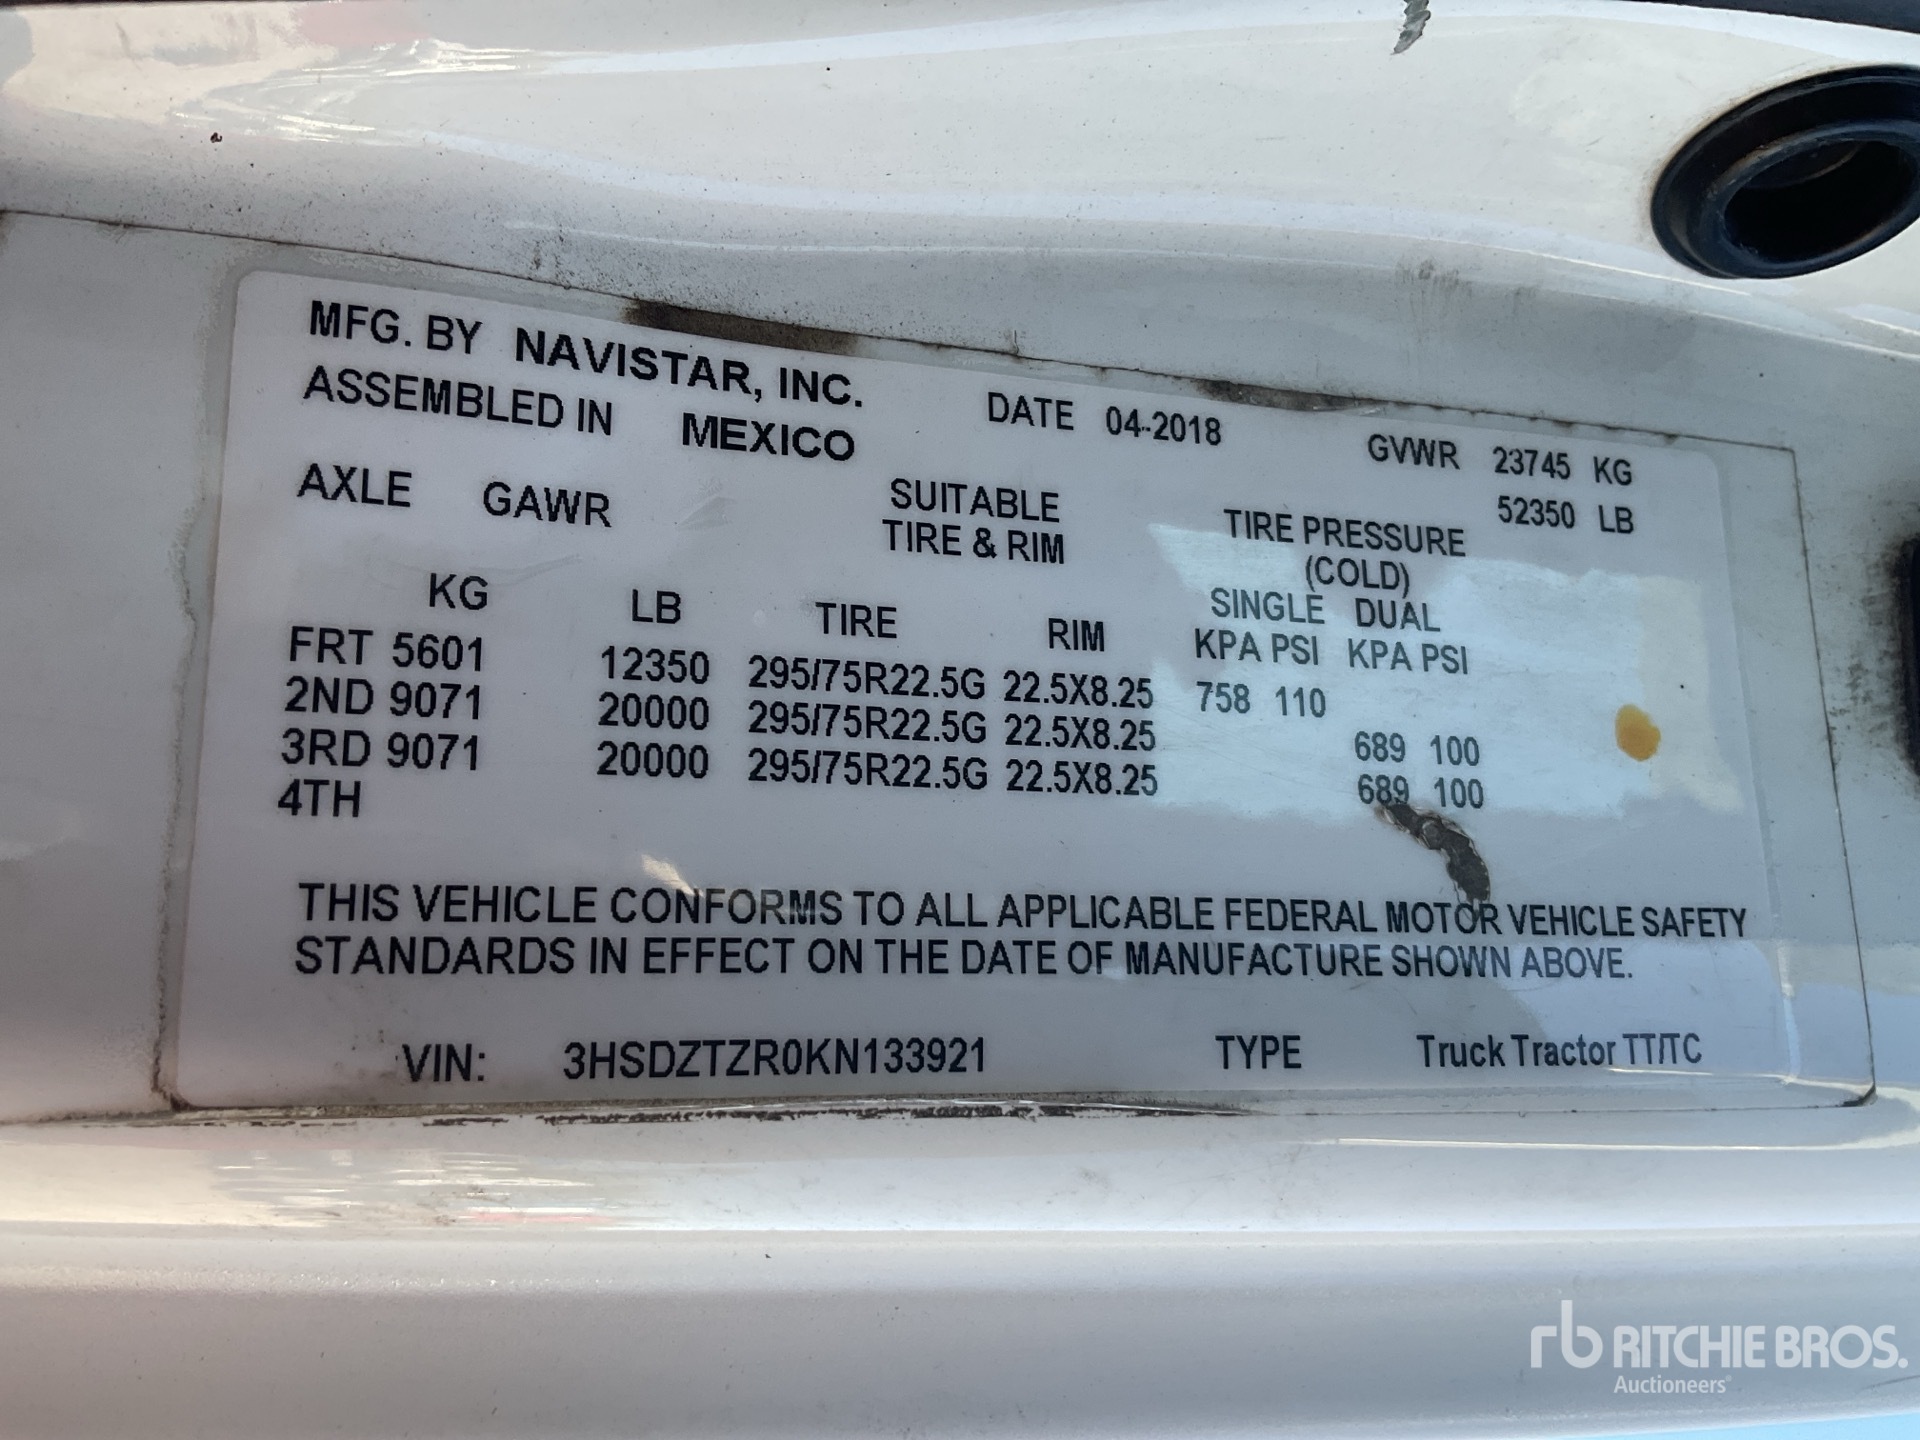 MFG. BY NAVISTAR, INC.
ASSEMBLED IN MEXICO
DATE 04-2018
GVWR 23745 KG
52350 LB
AXLE GAWR SUITABLE TIRE & RIM TIRE PRESSURE (COLD)
SINGLE DUAL
KG LB TIRE RIM KPA PSI KPA PSI
FRT 5601 12350 295/75R22.5G 22.5X8.25 758 110
2ND 9071 20000 295/75R22.5G 22.5X8.25 689 100
3RD 9071 20000 295/75R22.5G 22.5X8.25 689 100
4TH
THIS VEHICLE CONFORMS TO ALL APPLICABLE FEDERAL MOTOR VEHICLE SAFETY
STANDARDS IN EFFECT ON THE DATE OF MANUFACTURE SHOWN ABOVE.
VIN: 3HSDZTZR0KN133921 TYPE Truck Tractor TT/TC
rb RITCHIE BROS.
Auctioneers